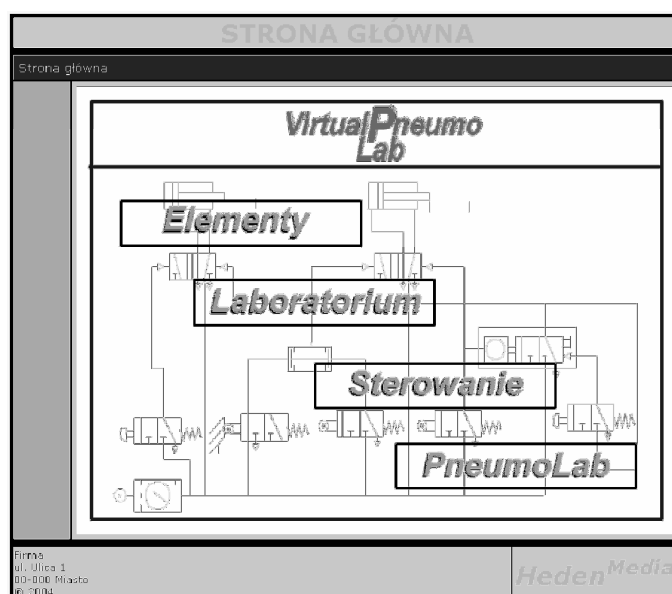 STRONA GŁÓWNA
Strona główna
VirtualPneumo
Lab
Elementy
Laboratorium
Sterowanie
PneumoLab
Firma
ul. Ulica 1
00-000 Miasto
© 2004
HedenMedia